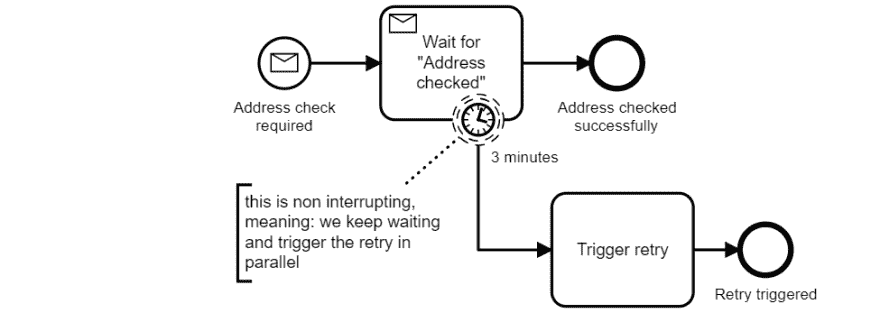 Wait for
"Address
checked"
Address check
required
Address checked
successfully
3 minutes
this is non interrupting,
meaning: we keep waiting
and trigger the retry in
parallel
Trigger retry
Retry triggered